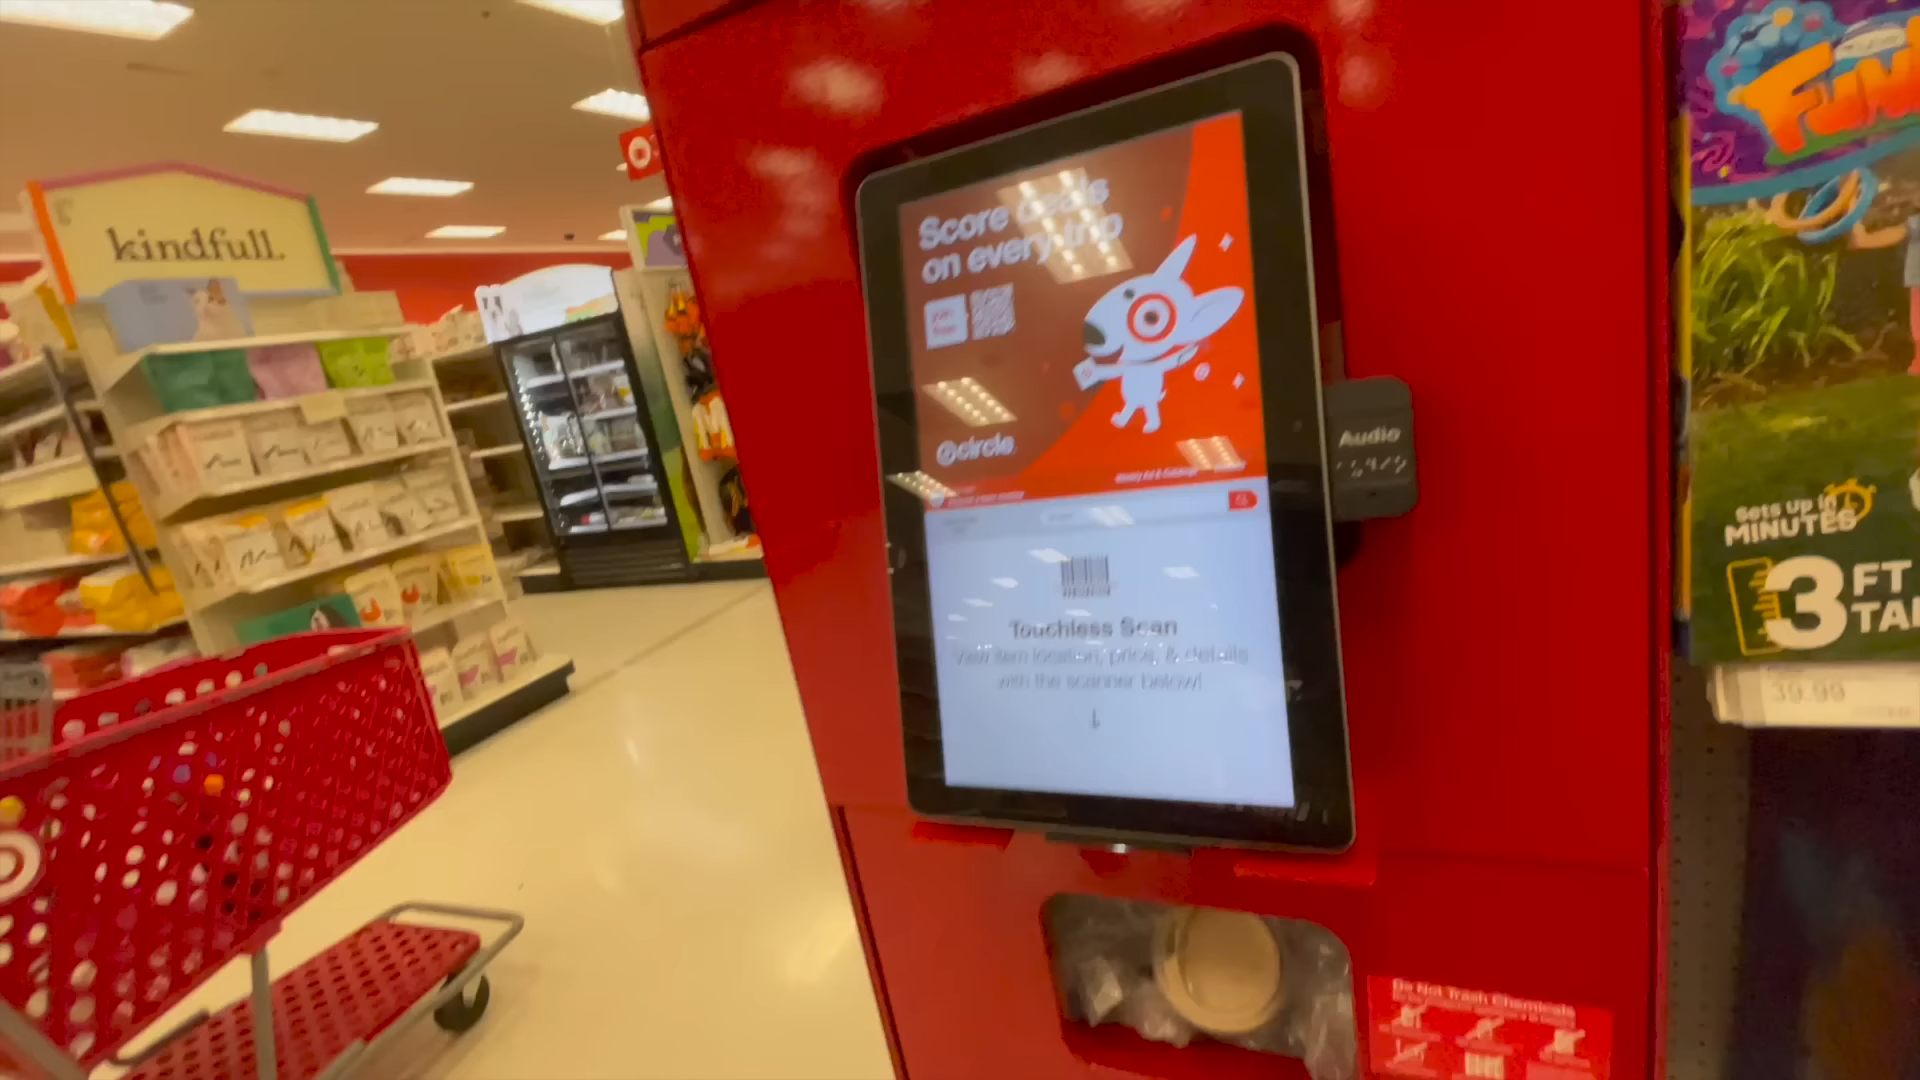 kindfull.
Score deals
on every trip
circle
Audio
Touchless Scan
View item location, price, & details
with the scanner below!
Do Not Trash Chemicals
Sets up in
MINUTES
3 FT
39.99